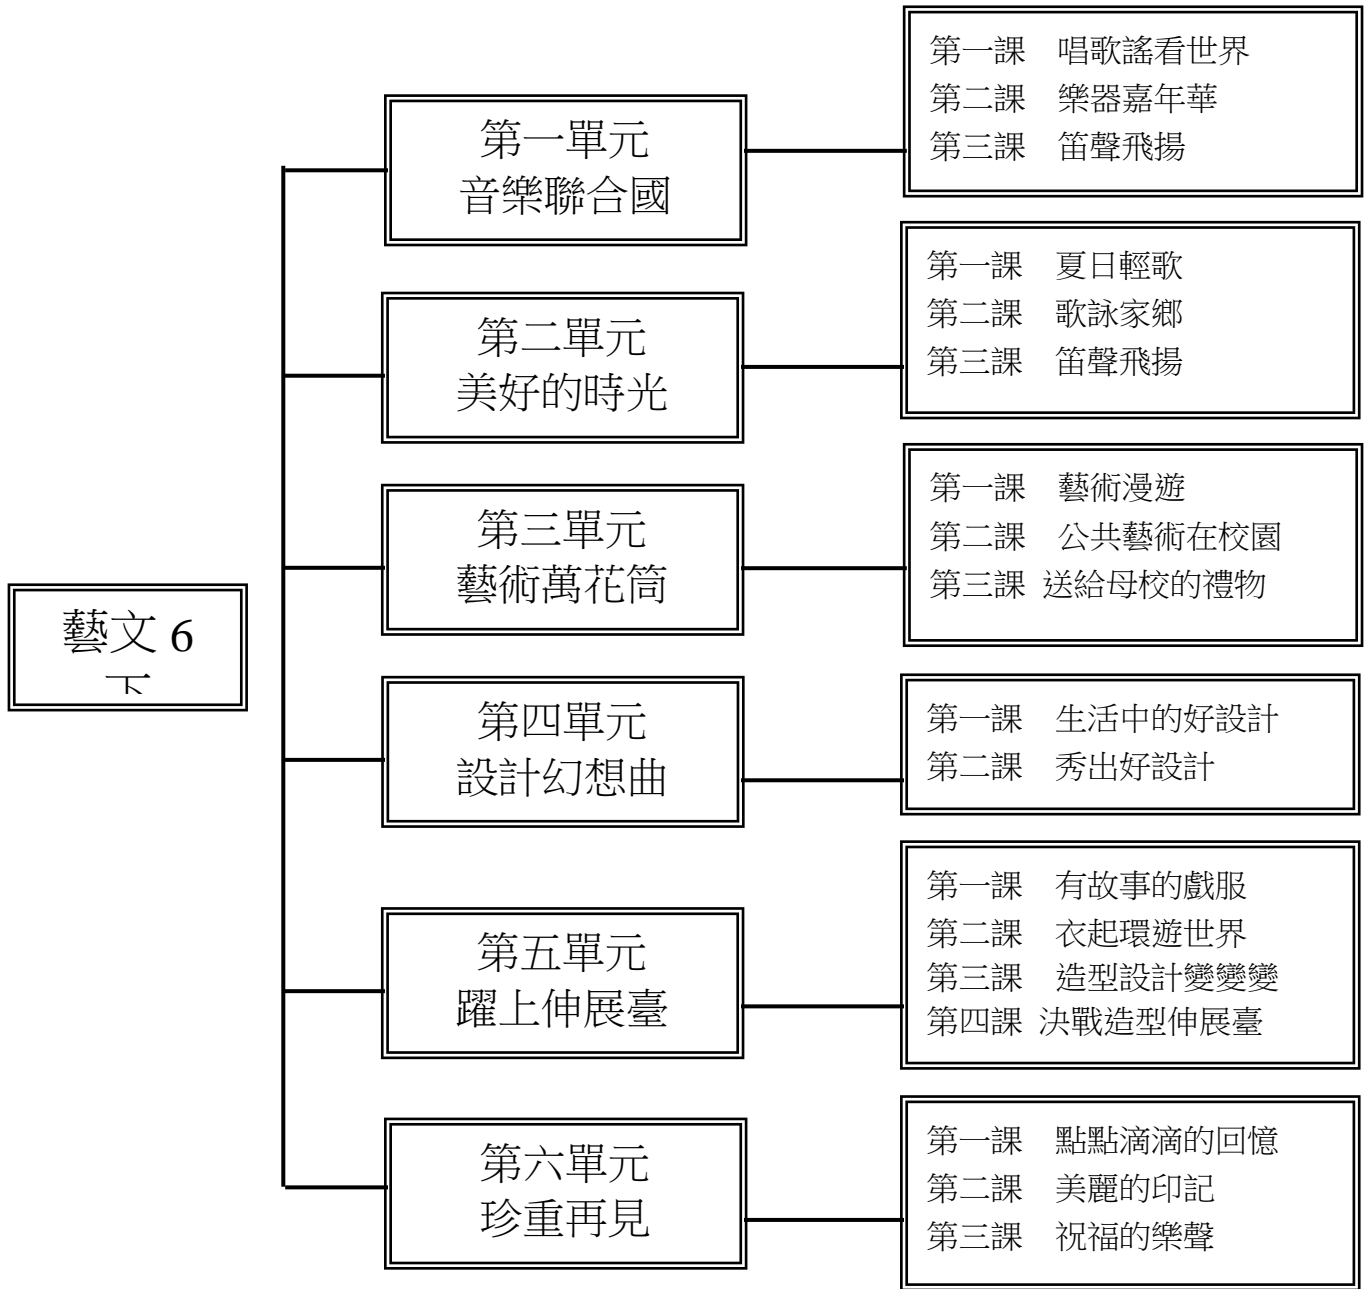 藝文 6
下
第一單元
音樂聯合國
第一課　唱歌謠看世界
第二課　樂器嘉年華
第三課　笛聲飛揚
第二單元
美好的時光
第一課　夏日輕歌
第二課　歌詠家鄉
第三課　笛聲飛揚
第三單元
藝術萬花筒
第一課　藝術漫遊
第二課　公共藝術在校園
第三課 送給母校的禮物
第四單元
設計幻想曲
第一課　生活中的好設計
第二課　秀出好設計
第五單元
躍上伸展臺
第一課　有故事的戲服
第二課　衣起環遊世界
第三課　造型設計變變變
第四課 決戰造型伸展臺
第六單元
珍重再見
第一課　點點滴滴的回憶
第二課　美麗的印記
第三課　祝福的樂聲